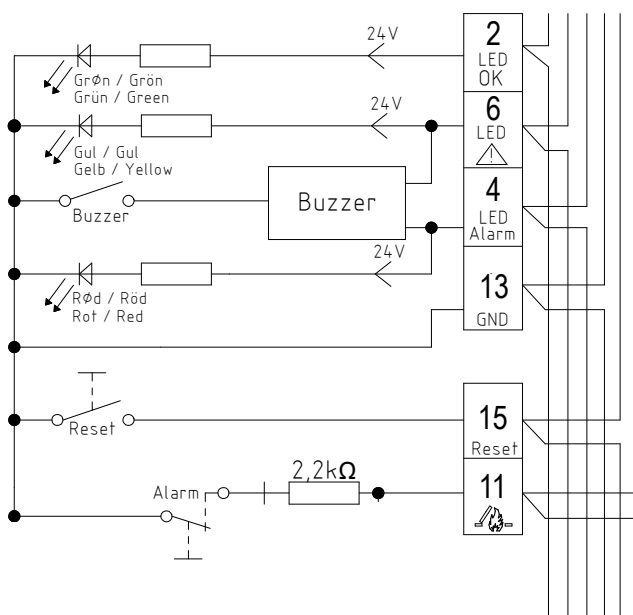 24V
2
LED
OK
GrØn / Grön
Grün / Green
24V
6
LED
Gul / Gul
Gelb / Yellow
Buzzer
Buzzer
4
LED
Alarm
24V
RØd / Röd
Rot / Red
13
GND
Reset
15
Reset
2,2kΩ
Alarm
11